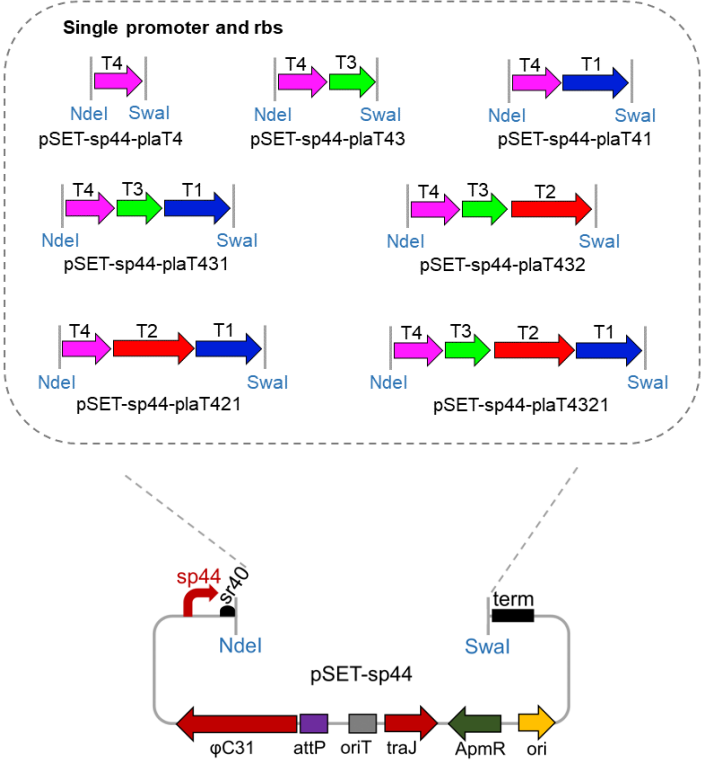 Single promoter and rbs
T4
NdeI SwaI
pSET-sp44-plaT4
T4 T3
NdeI SwaI
pSET-sp44-plaT43
T4 T1
NdeI SwaI
pSET-sp44-plaT41
T4 T3 T1
NdeI SwaI
pSET-sp44-plaT431
T4 T3 T2
NdeI SwaI
pSET-sp44-plaT432
T4 T2 T1
NdeI SwaI
pSET-sp44-plaT421
T4 T3 T2 T1
NdeI SwaI
pSET-sp44-plaT4321
sp44 sr40 term
NdeI SwaI
pSET-sp44
φC31 attP oriT traJ ApmR ori